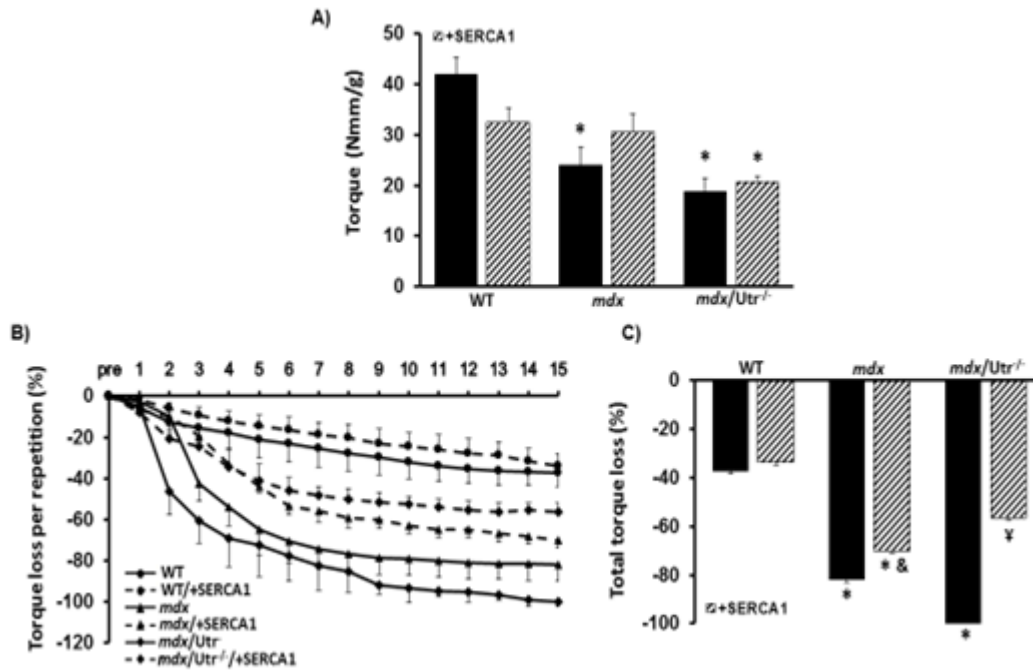 A)
+SERCA1
Torque (Nmm/g)
50
40
30
20
10
0
*
*
*
WT
mdx
mdx/Utr-/-
B)
pre 1 2 3 4 5 6 7 8 9 10 11 12 13 14 15
Torque loss per repetition (%)
0
-20
-40
-60
-80
-100
-120
WT
WT/+SERCA1
mdx
mdx/+SERCA1
mdx/Utr-
mdx/Utr-/-/+SERCA1
C)
WT
mdx
mdx/Utr-/-
Total torque loss (%)
0
-20
-40
-60
-80
-100
*
* &
*
¥
+SERCA1